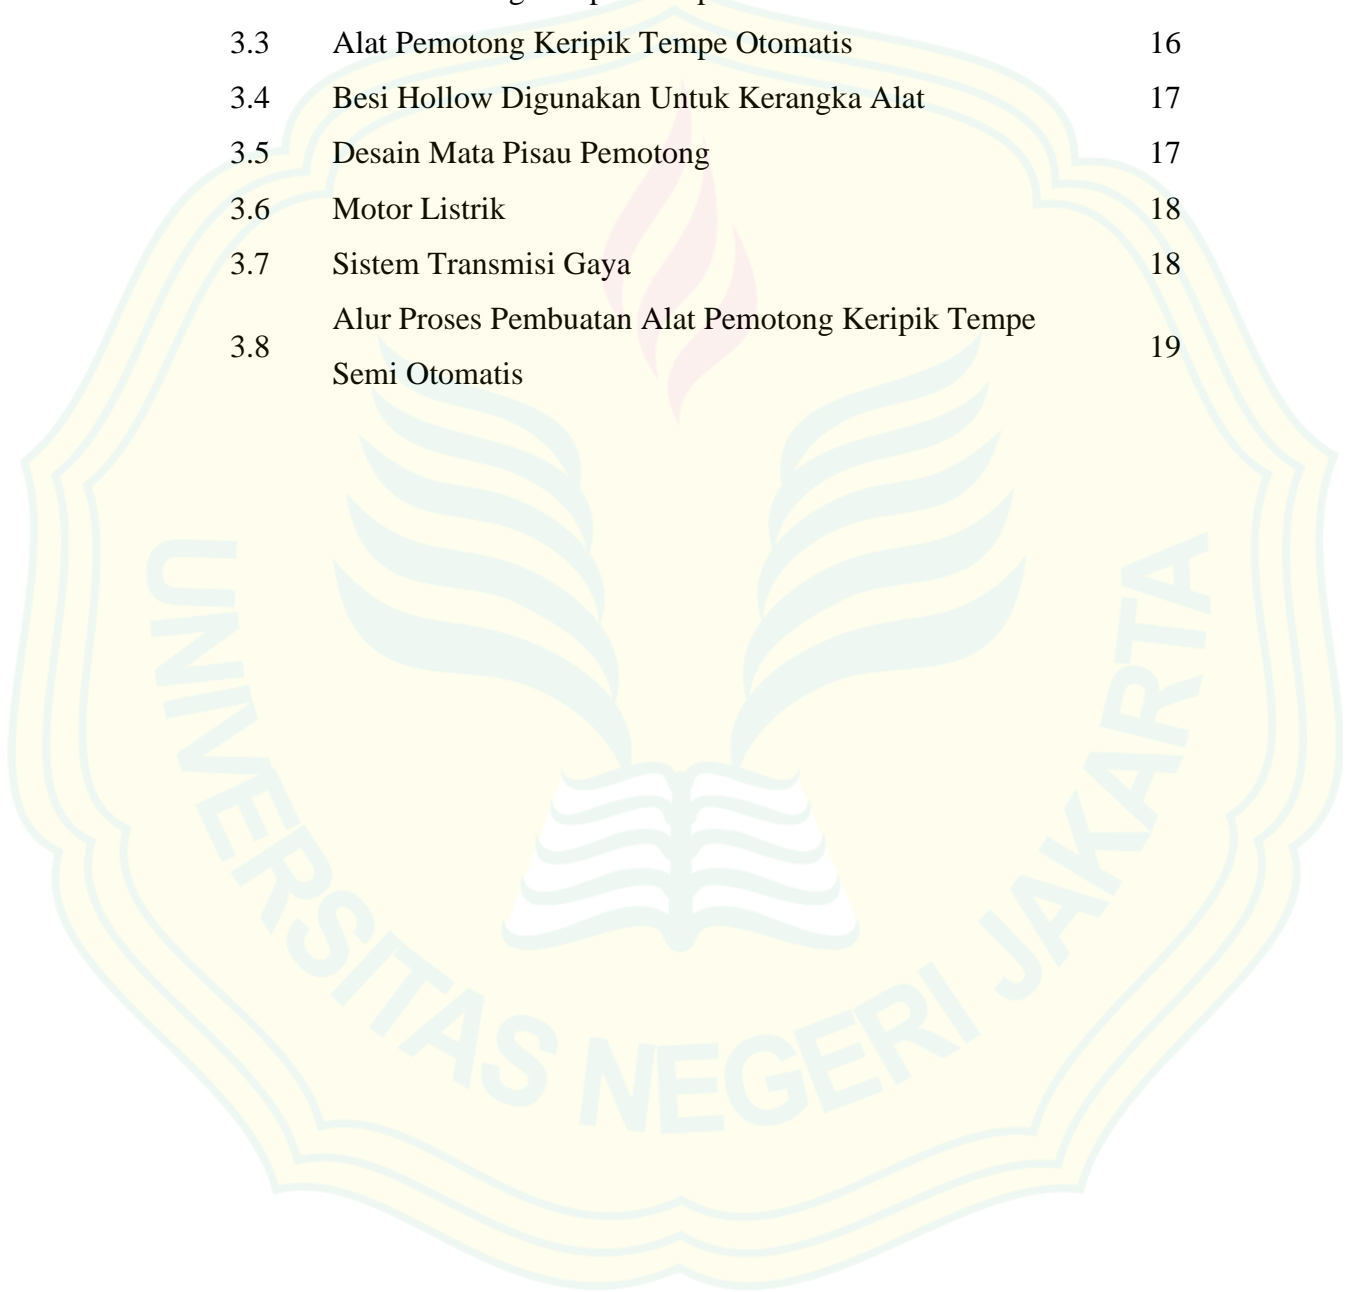 3.3 Alat Pemotong Keripik Tempe Otomatis 16
3.4 Besi Hollow Digunakan Untuk Kerangka Alat 17
3.5 Desain Mata Pisau Pemotong 17
3.6 Motor Listrik 18
3.7 Sistem Transmisi Gaya 18
3.8 Alur Proses Pembuatan Alat Pemotong Keripik Tempe 19
Semi Otomatis
UNIVERSITAS NEGERI JAKARTA